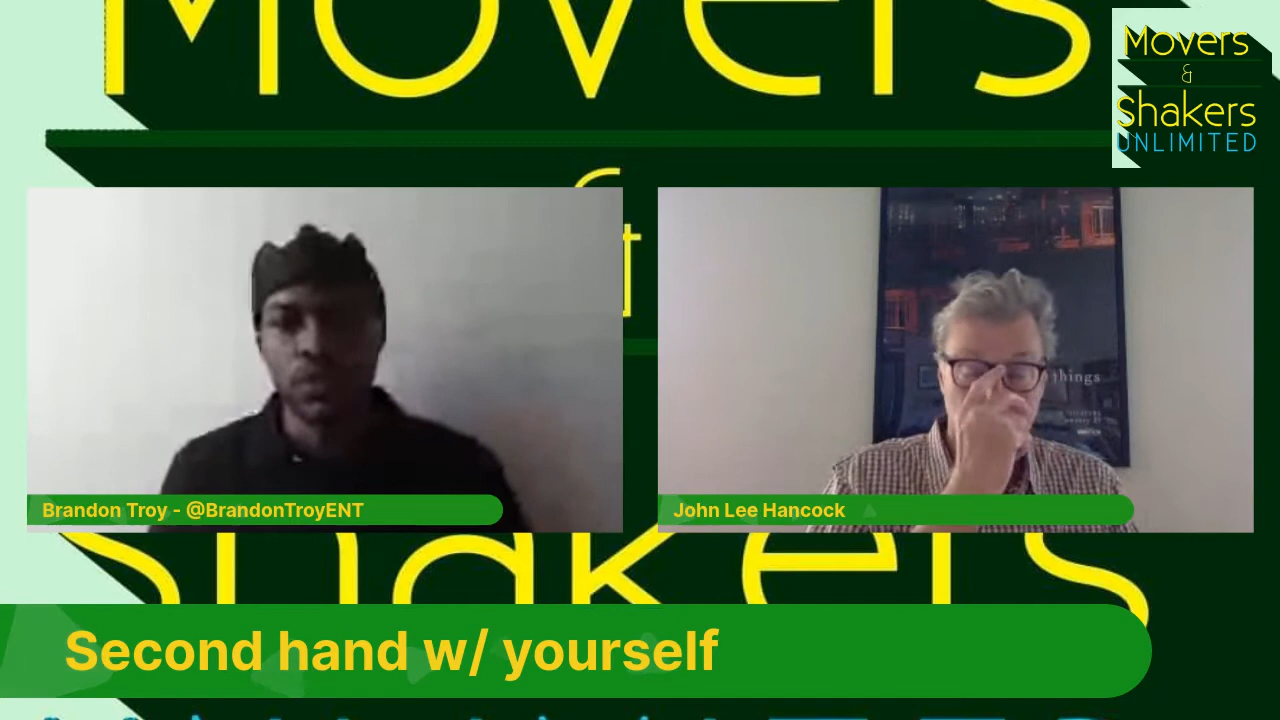 Movers
&
Shakers
Movers
&
Shakers
UNLIMITED
things
Brandon Troy - @BrandonTroyENT
John Lee Hancock
Second hand w/ yourself